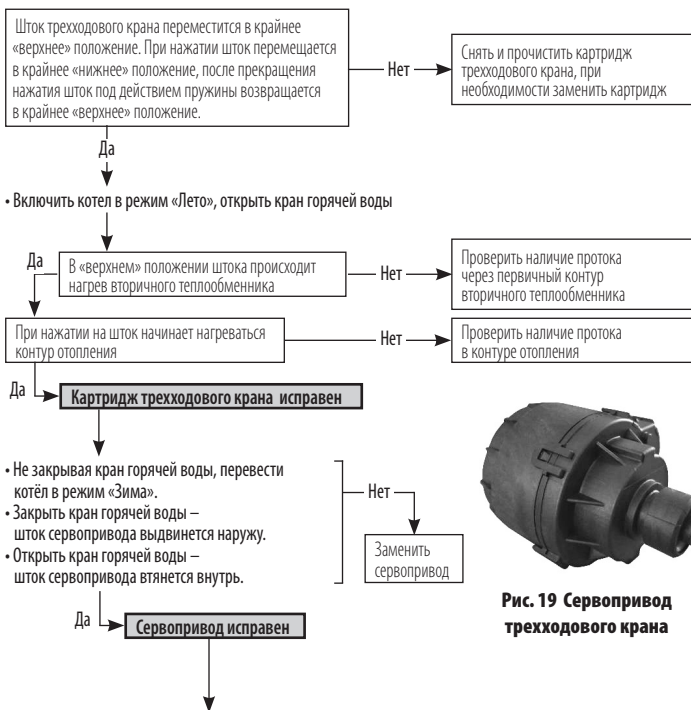 Шток трехходового крана переместится в крайнее
«верхнее» положение. При нажатии шток перемещается
в крайнее «нижнее» положение, после прекращения
нажатия шток под действием пружины возвращается
в крайнее «верхнее» положение.
Нет
Снять и прочистить картридж
трехходового крана, при
необходимости заменить картридж
Да
• Включить котел в режим «Лето», открыть кран горячей воды
Да
В «верхнем» положении штока происходит
нагрев вторичного теплообменника
Нет
Проверить наличие протока
через первичный контур
вторичного теплообменника
При нажатии на шток начинает нагреваться
контур отопления
Нет
Проверить наличие протока
в контуре отопления
Да
Картридж трехходового крана исправен
• Не закрывая кран горячей воды, перевести
котёл в режим «Зима».
• Закрыть кран горячей воды –
шток сервопривода выдвинется наружу.
• Открыть кран горячей воды –
шток сервопривода втянется внутрь.
Нет
Заменить
сервопривод
Рис. 19 Сервопривод
трехходового крана
Да
Сервопривод исправен